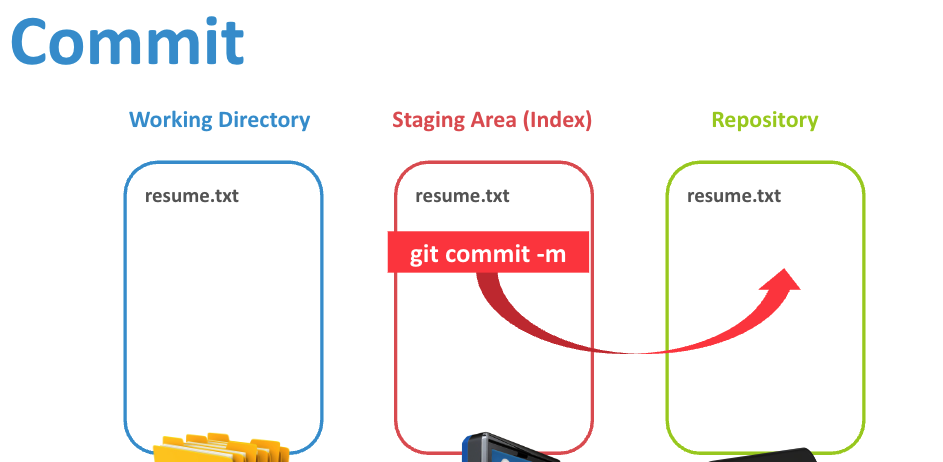 Commit
Working Directory
Staging Area (Index)
Repository
resume.txt
resume.txt
resume.txt
git commit -m